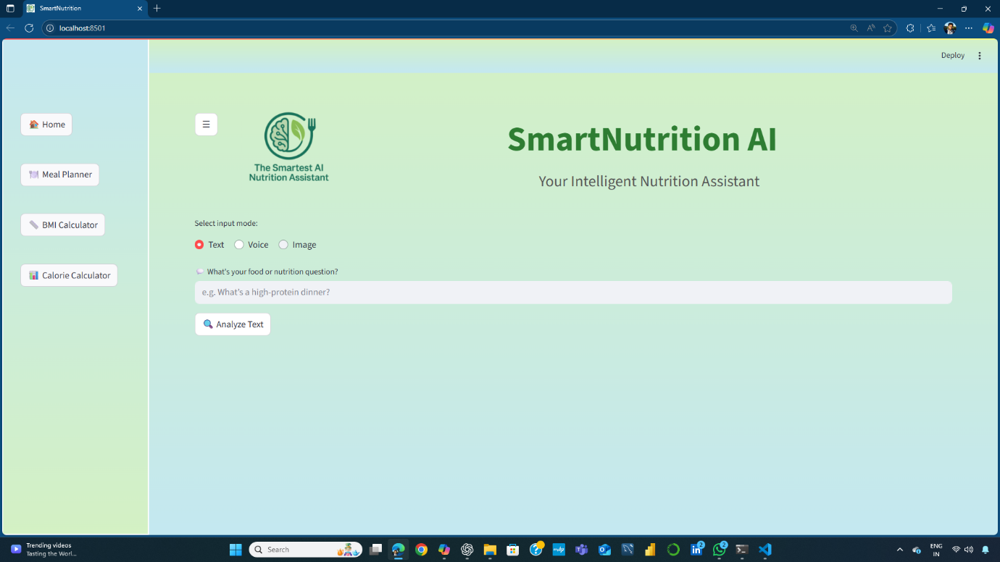 SmartNutrition
localhost:8501
Deploy
Home
Meal Planner
BMI Calculator
Calorie Calculator
The Smartest AI
Nutrition Assistant
SmartNutrition AI
Your Intelligent Nutrition Assistant
Select input mode:
Text Voice Image
What's your food or nutrition question?
e.g. What's a high-protein dinner?
Analyze Text
Trending videos
Tasting the Worl...
Search
2
2
ENG
IN